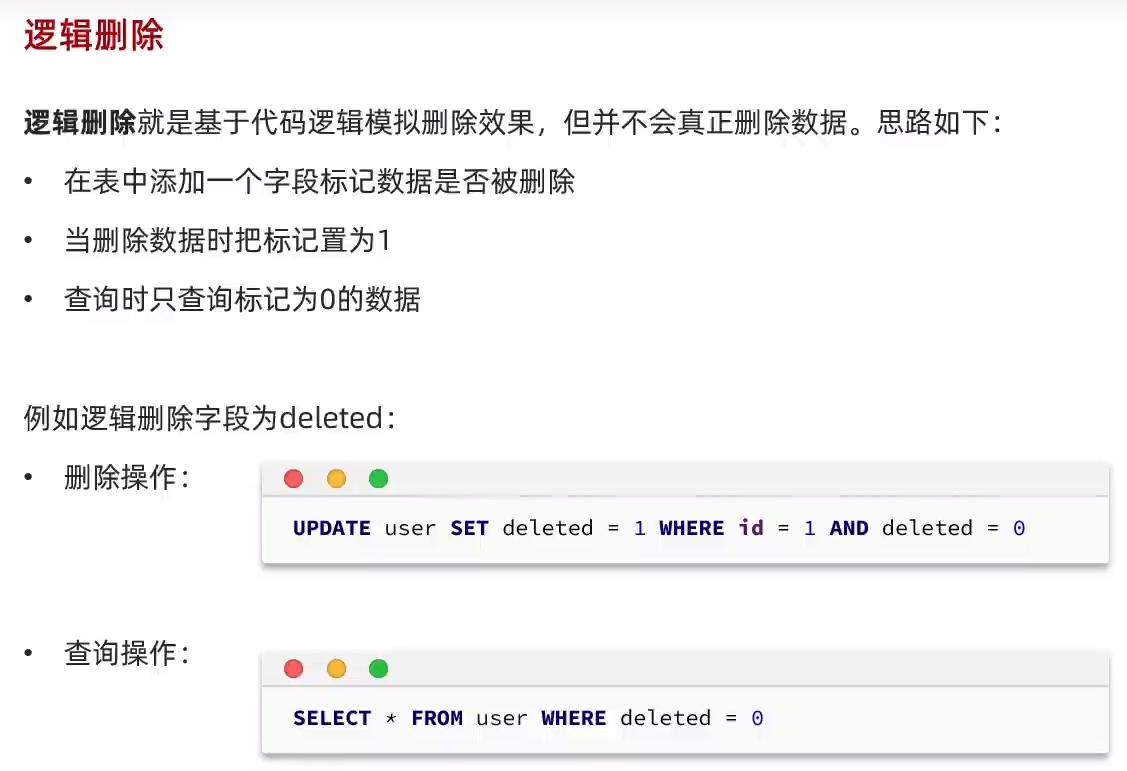 逻辑删除
逻辑删除就是基于代码逻辑模拟删除效果，但并不会真正删除数据。思路如下：
• 在表中添加一个字段标记数据是否被删除
• 当删除数据时把标记置为1
• 查询时只查询标记为0的数据
例如逻辑删除字段为deleted：
• 删除操作：
UPDATE user SET deleted = 1 WHERE id = 1 AND deleted = 0
• 查询操作：
SELECT * FROM user WHERE deleted = 0